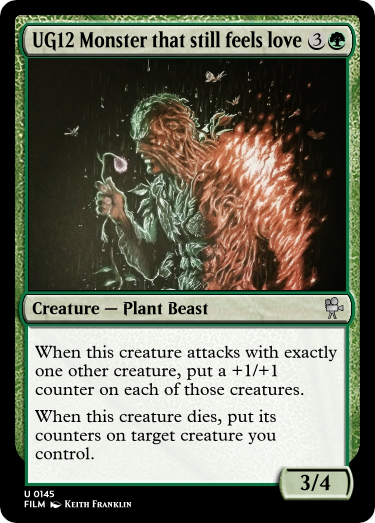 UG12 Monster that still feels love 3
Creature — Plant Beast
When this creature attacks with exactly
one other creature, put a +1/+1
counter on each of those creatures.
When this creature dies, put its
counters on target creature you
control.
3/4
U 0145
FILM Keith Franklin